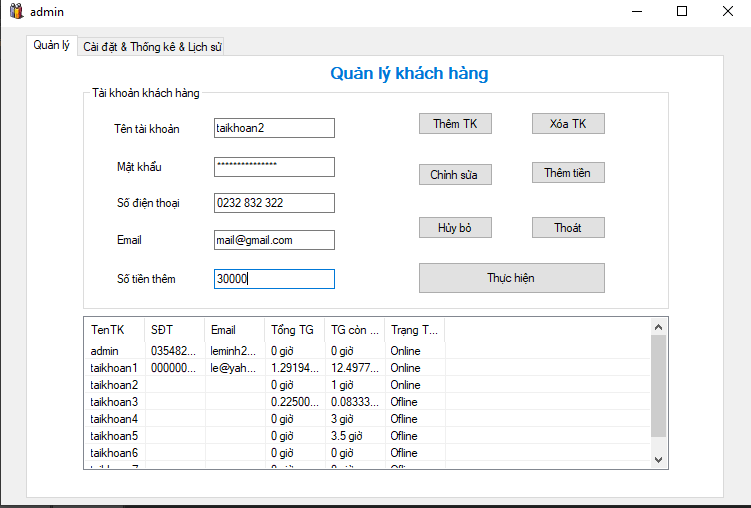 admin
Quản lý Cài đặt & Thống kê & Lịch sử
Quản lý khách hàng
Tài khoản khách hàng
Tên tài khoản taikhoan2 Thêm TK Xóa TK
Mật khẩu *************** Chỉnh sửa Thêm tiền
Số điện thoại 0232 832 322
Email mail@gmail.com Hủy bỏ Thoát
Số tiền thêm 30000 Thực hiện
TenTK SĐT Email Tổng TG TG còn ... Trạng T...
admin 035482... leminh2... 0 giờ 0 giờ Online
taikhoan1 000000... le@yah... 1.29194... 12.4977... Online
taikhoan2 0 giờ 1 giờ Online
taikhoan3 0.22500... 0.08333... Ofline
taikhoan4 0 giờ 3 giờ Ofline
taikhoan5 0 giờ 3.5 giờ Ofline
taikhoan6 0 giờ 0 giờ Ofline